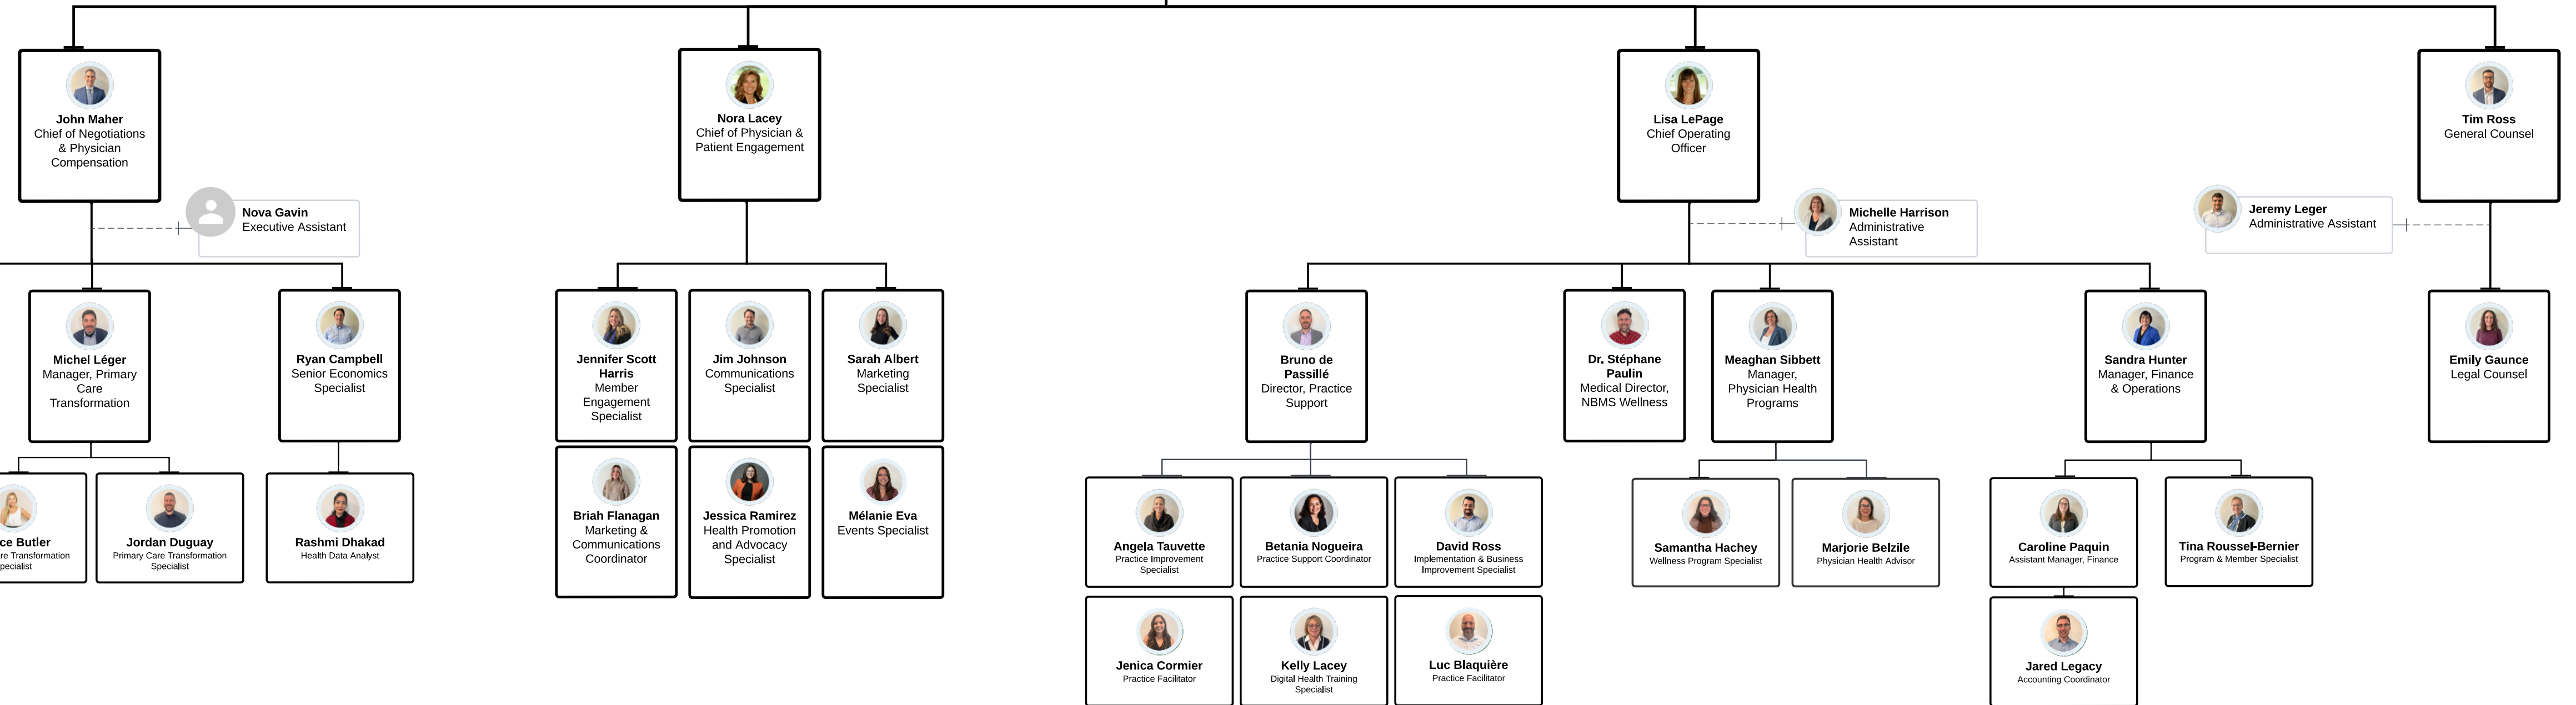 John Maher
Chief of Negotiations
& Physician
Compensation
Nora Lacey
Chief of Physician &
Patient Engagement
Lisa LePage
Chief Operating
Officer
Tim Ross
General Counsel
Nova Gavin
Executive Assistant
Michelle Harrison
Administrative
Assistant
Jeremy Leger
Administrative Assistant
Michel Léger
Manager, Primary
Care
Transformation
Ryan Campbell
Senior Economics
Specialist
Jennifer Scott
Harris
Member
Engagement
Specialist
Jim Johnson
Communications
Specialist
Sarah Albert
Marketing
Specialist
Bruno de
Passillé
Director, Practice
Support
Dr. Stéphane
Paulin
Medical Director,
NBMS Wellness
Meaghan Sibbett
Manager,
Physician Health
Programs
Sandra Hunter
Manager, Finance
& Operations
Emily Gaunce
Legal Counsel
ce Butler
re Transformation
pecialist
Jordan Duguay
Primary Care Transformation
Specialist
Rashmi Dhakad
Health Data Analyst
Briah Flanagan
Marketing &
Communications
Coordinator
Jessica Ramirez
Health Promotion
and Advocacy
Specialist
Mélanie Eva
Events Specialist
Angela Tauvette
Practice Improvement
Specialist
Betania Nogueira
Practice Support Coordinator
David Ross
Implementation & Business
Improvement Specialist
Samantha Hachey
Wellness Program Specialist
Marjorie Belzile
Physician Health Advisor
Caroline Paquin
Assistant Manager, Finance
Tina Roussel-Bernier
Program & Member Specialist
Jenica Cormier
Practice Facilitator
Kelly Lacey
Digital Health Training
Specialist
Luc Blaquière
Practice Facilitator
Jared Legacy
Accounting Coordinator